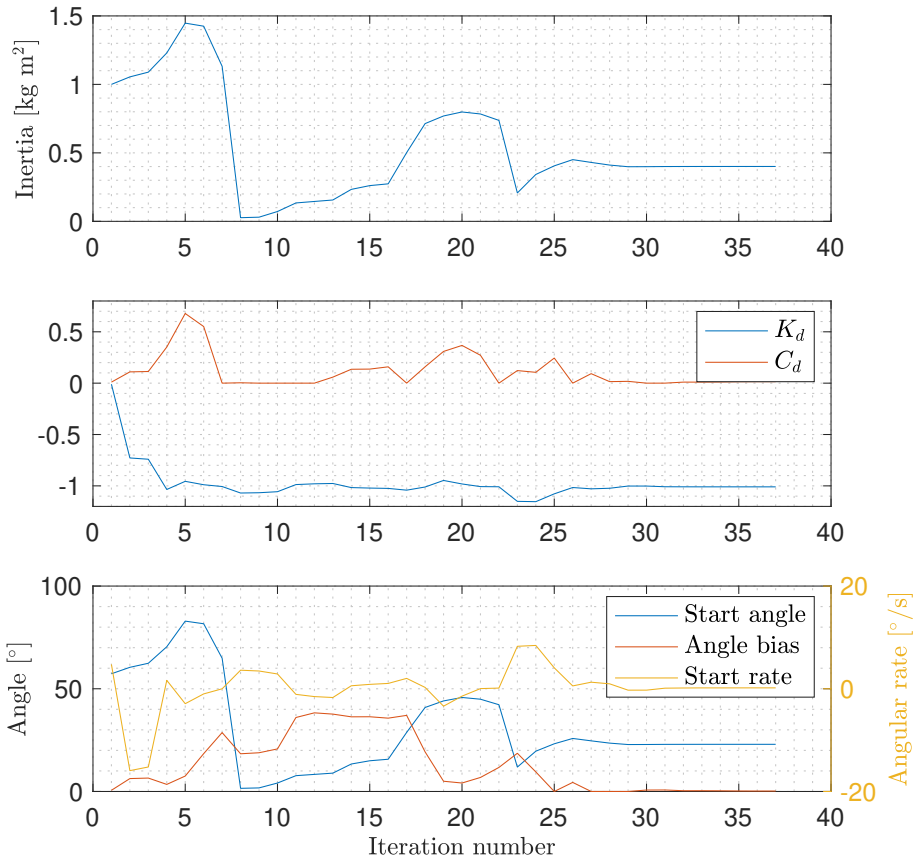 1.5
1
0.5
0
Inertia [kg m²]
0 5 10 15 20 25 30 35 40
0.5
0
-0.5
-1
K_d
C_d
0 5 10 15 20 25 30 35 40
100
50
0
Angle [°]
20
0
-20
Angular rate [°/s]
Start angle
Angle bias
Start rate
0 5 10 15 20 25 30 35 40
Iteration number